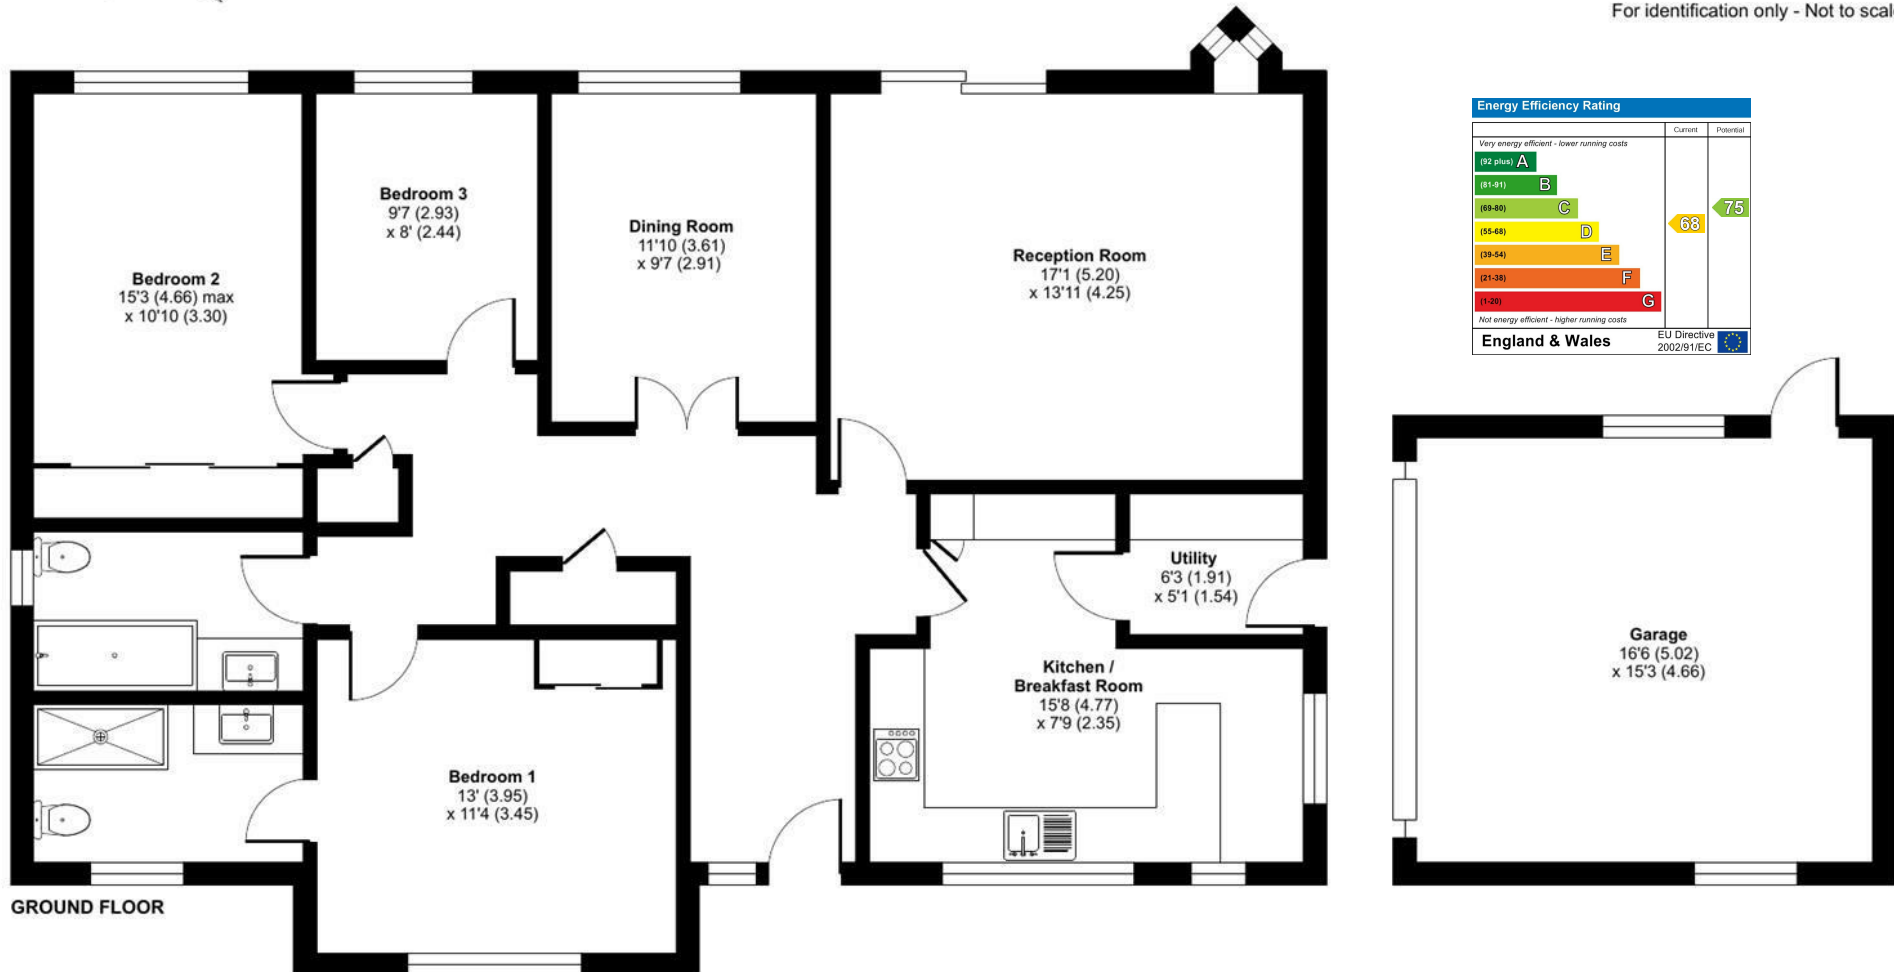 For identification only - Not to scale
Energy Efficiency Rating
Current
Potential
Very energy efficient - lower running costs
(92 plus) A
(81-91) B
(69-80) C
(55-68) D
(39-54) E
(21-38) F
(1-20) G
68
75
Not energy efficient - higher running costs
England & Wales
EU Directive
2002/91/EC
Bedroom 2
15'3 (4.66) max
x 10'10 (3.30)
Bedroom 3
9'7 (2.93)
x 8' (2.44)
Dining Room
11'10 (3.61)
x 9'7 (2.91)
Reception Room
17'1 (5.20)
x 13'11 (4.25)
Utility
6'3 (1.91)
x 5'1 (1.54)
Kitchen /
Breakfast Room
15'8 (4.77)
x 7'9 (2.35)
Bedroom 1
13' (3.95)
x 11'4 (3.45)
Garage
16'6 (5.02)
x 15'3 (4.66)
GROUND FLOOR